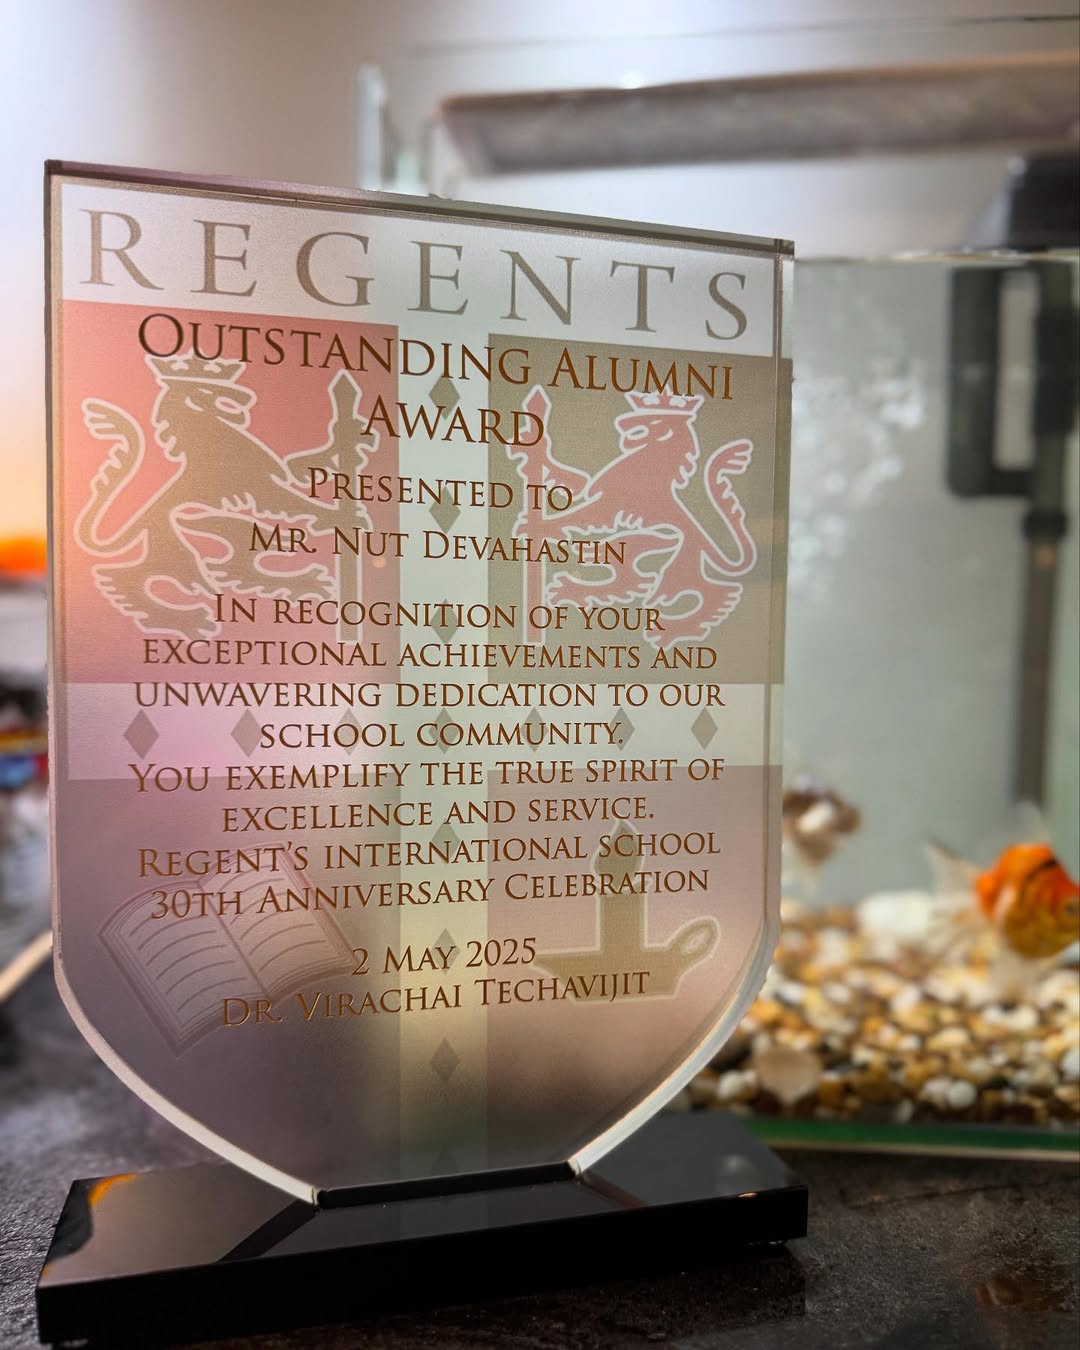 REGENTS
OUTSTANDING ALUMNI
AWARD
PRESENTED TO
MR. NUT DEVAHASTIN
IN RECOGNITION OF YOUR
EXCEPTIONAL ACHIEVEMENTS AND
UNWAVERING DEDICATION TO OUR
SCHOOL COMMUNITY.
YOU EXEMPLIFY THE TRUE SPIRIT OF
EXCELLENCE AND SERVICE.
REGENT'S INTERNATIONAL SCHOOL
30TH ANNIVERSARY CELEBRATION
2 MAY 2025
DR. VIRACHAI TECHAVIJIT